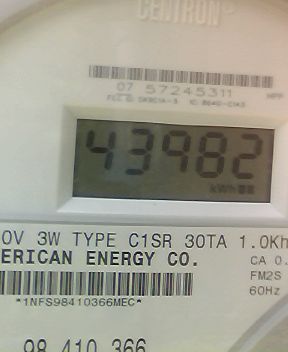 CENTRON®
07 57245311
43982
kWh
0V 3W TYPE C1SR 30TA 1.0Kh
ERICAN ENERGY CO.
CA 0.
FM2S
60Hz
*1NFS98410366MEC*
98 410 366